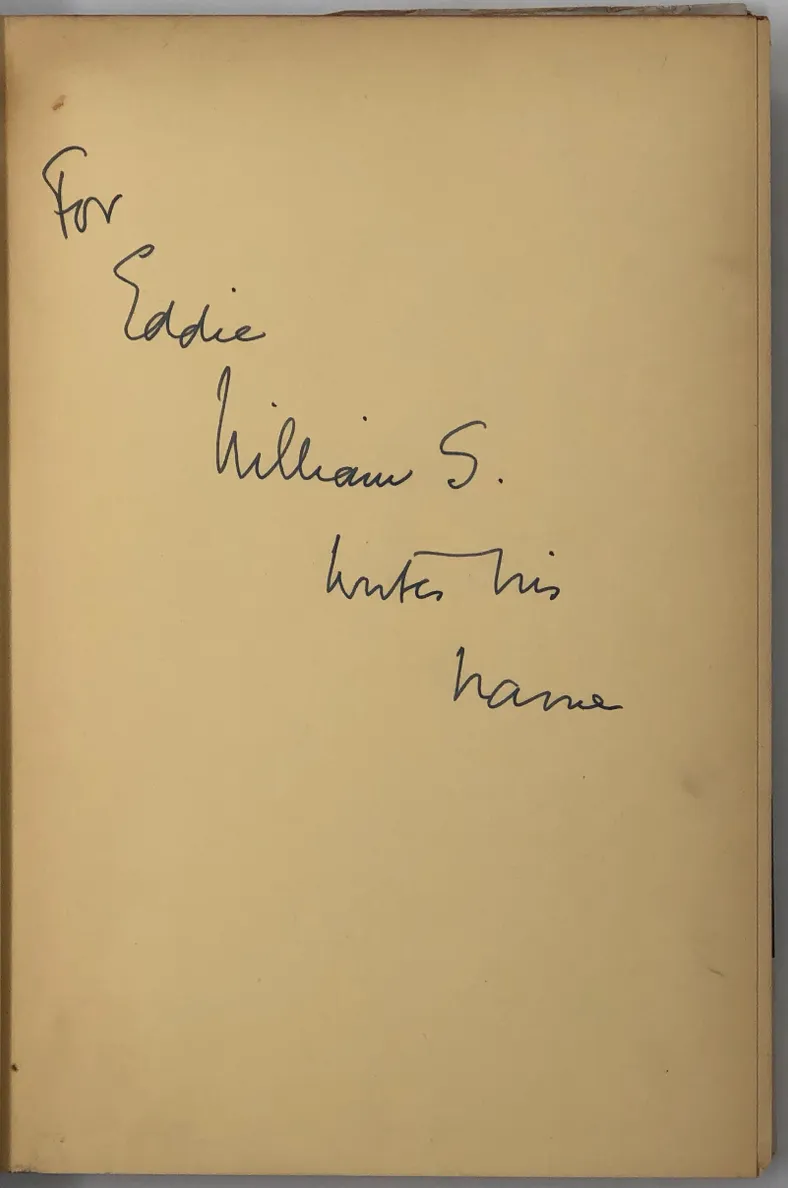 For
Eddie
William S.
writes his
name